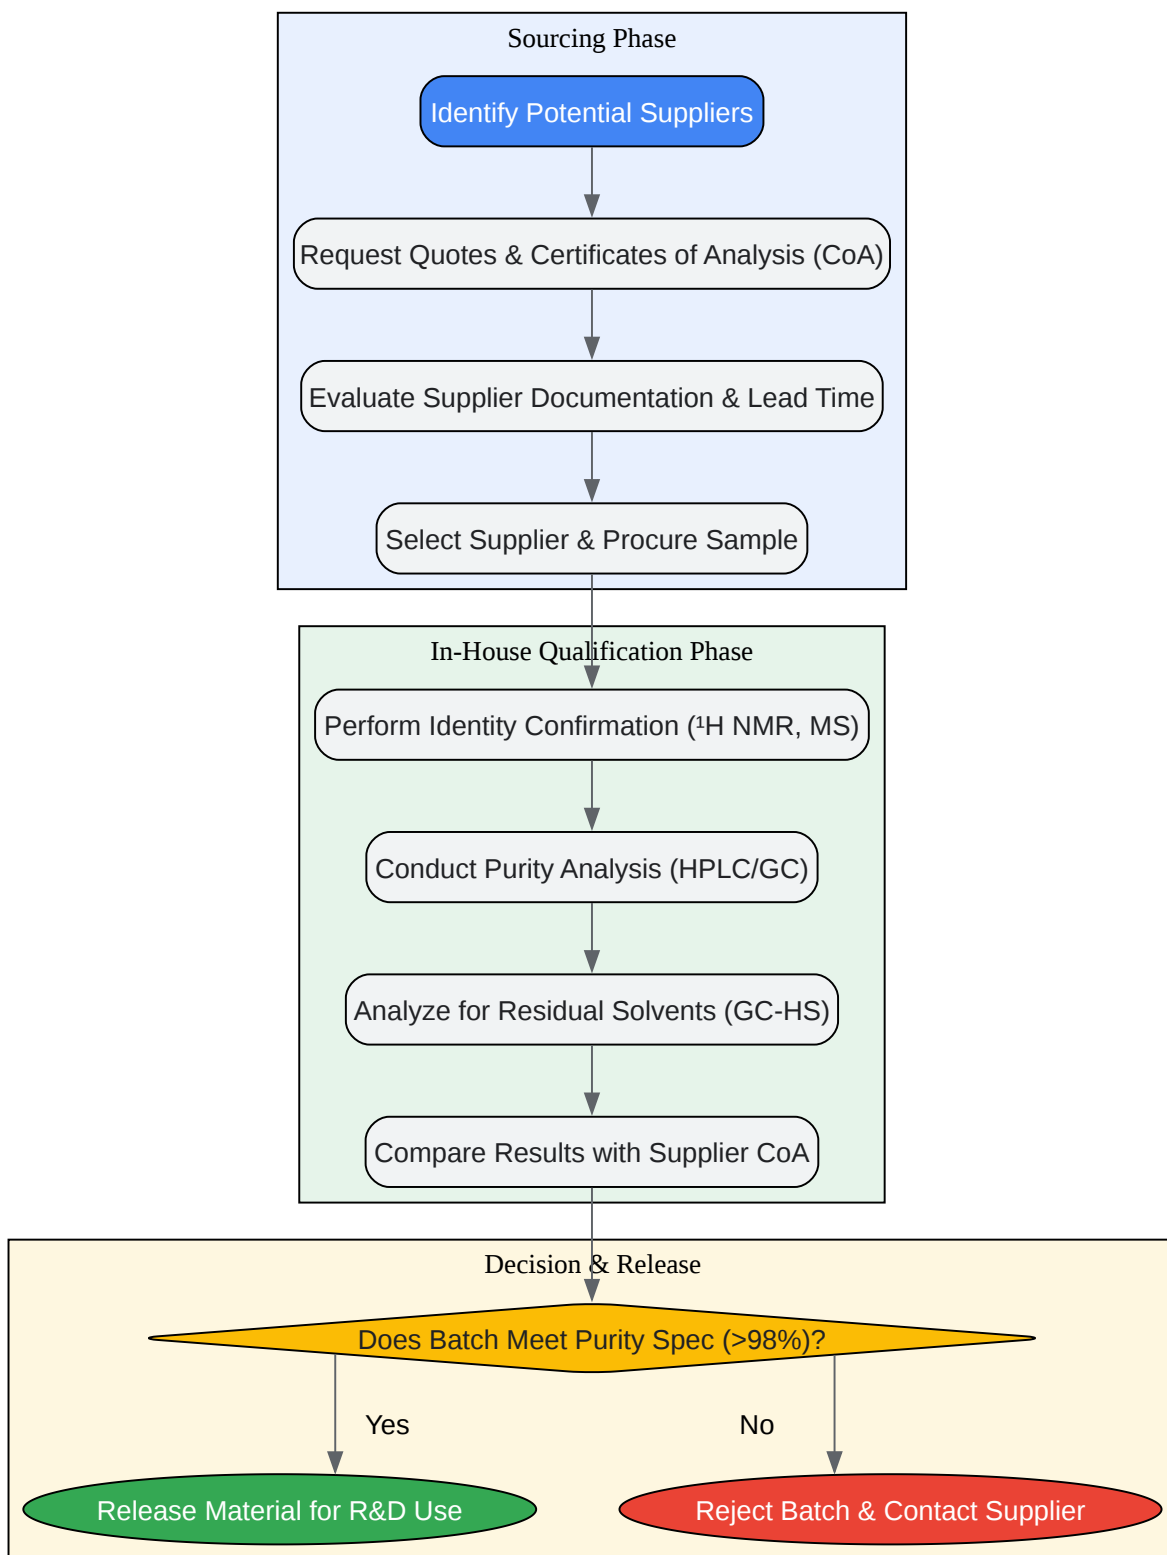 Sourcing Phase
Identify Potential Suppliers
Request Quotes & Certificates of Analysis (CoA)
Evaluate Supplier Documentation & Lead Time
Select Supplier & Procure Sample
In-House Qualification Phase
Perform Identity Confirmation (¹H NMR, MS)
Conduct Purity Analysis (HPLC/GC)
Analyze for Residual Solvents (GC-HS)
Compare Results with Supplier CoA
Decision & Release
Does Batch Meet Purity Spec (>98%)?
Yes
No
Release Material for R&D Use
Reject Batch & Contact Supplier